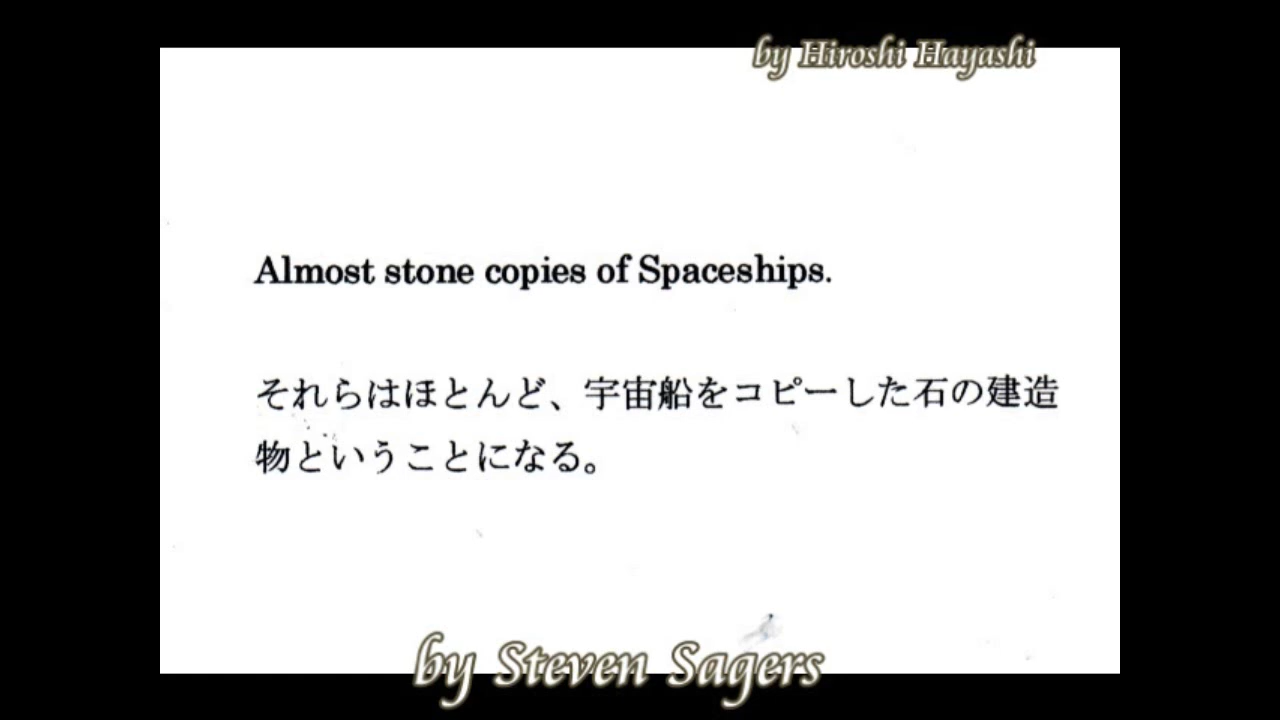 by Hiroshi Hayashi
Almost stone copies of Spaceships.
それらはほとんど、宇宙船をコピーした石の建造
物ということになる。
by Steven Sagers